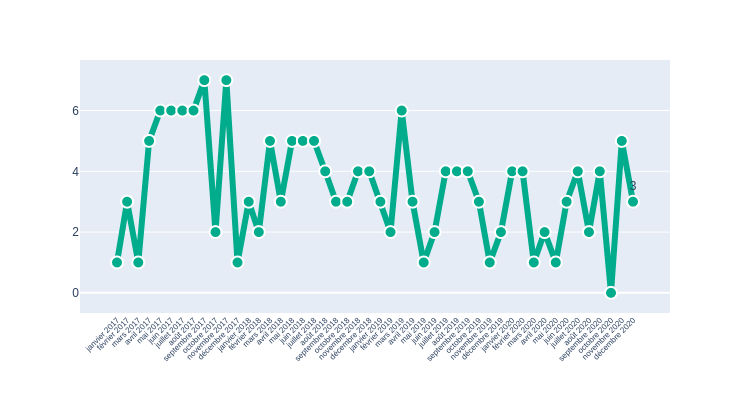 6
4
3
2
0
janvier 2017
février 2017
mars 2017
avril 2017
mai 2017
juin 2017
juillet 2017
août 2017
septembre 2017
octobre 2017
novembre 2017
décembre 2017
janvier 2018
février 2018
mars 2018
avril 2018
mai 2018
juin 2018
juillet 2018
août 2018
septembre 2018
octobre 2018
novembre 2018
décembre 2018
janvier 2019
février 2019
mars 2019
avril 2019
mai 2019
juin 2019
juillet 2019
août 2019
septembre 2019
octobre 2019
novembre 2019
décembre 2019
janvier 2020
février 2020
mars 2020
avril 2020
mai 2020
juin 2020
juillet 2020
août 2020
septembre 2020
octobre 2020
novembre 2020
décembre 2020